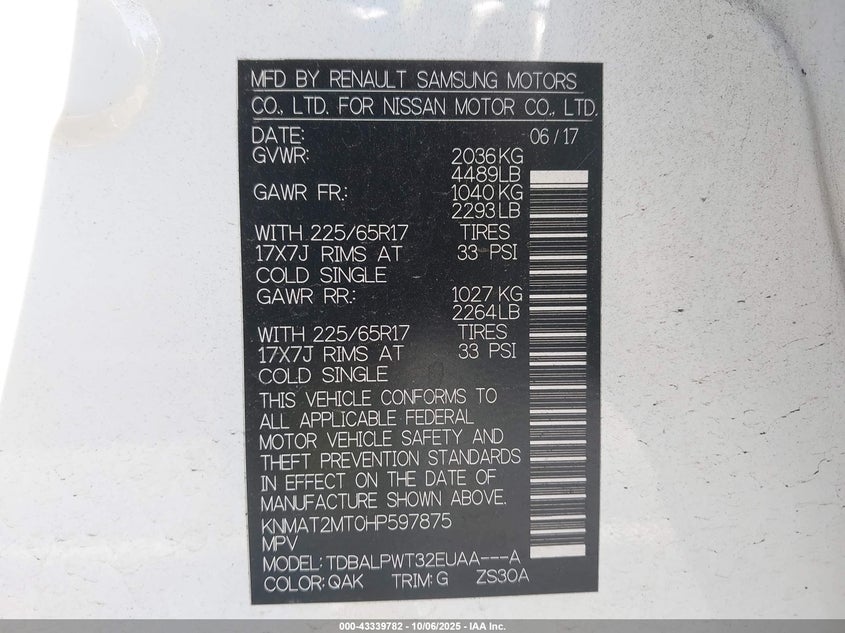 MFD BY RENAULT SAMSUNG MOTORS
CO., LTD. FOR NISSAN MOTOR CO., LTD.
DATE: 06/17
GVWR: 2036KG
4489LB
GAWR FR.: 1040KG
2293LB
WITH 225/65R17 TIRES
17X7J RIMS AT 33 PSI
COLD SINGLE
GAWR RR.: 1027KG
2264LB
WITH 225/65R17 TIRES
17X7J RIMS AT 33 PSI
COLD SINGLE
THIS VEHICLE CONFORMS TO
ALL APPLICABLE FEDERAL
MOTOR VEHICLE SAFETY AND
THEFT PREVENTION STANDARDS
IN EFFECT ON THE DATE OF
MANUFACTURE SHOWN ABOVE.
KNMAT2MT0HP597875
MPV
MODEL: TDBALPWT32EUAA---A
COLOR: QAK TRIM: G ZS30A
000-43339782 - 10/06/2025 - IAA Inc.